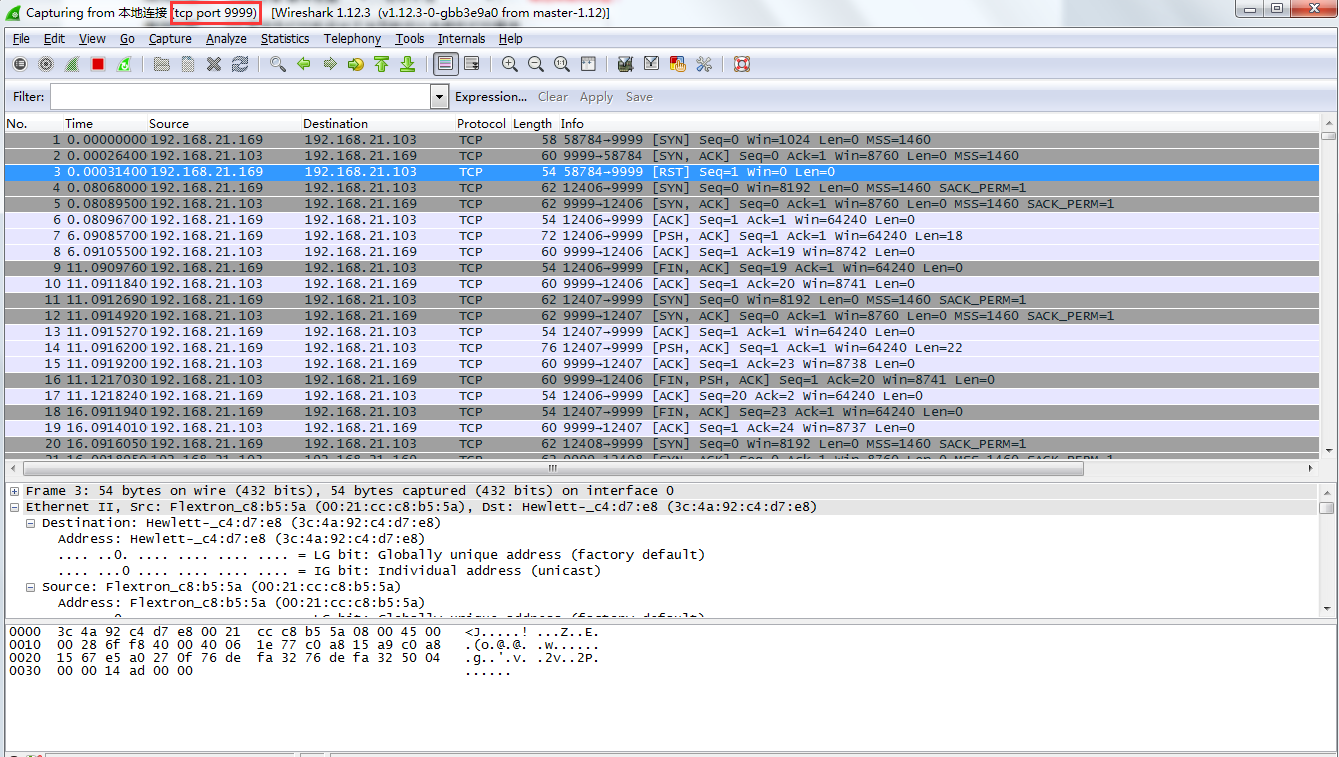 Capturing from 本地连接 (tcp port 9999) [Wireshark 1.12.3 (v1.12.3-0-gbb3e9a0 from master-1.12)]
File Edit View Go Capture Analyze Statistics Telephony Tools Internals Help
Filter: Expression... Clear Apply Save
No. Time Source Destination Protocol Length Info
1 0.00000000 192.168.21.169 192.168.21.103 TCP 58 58784→9999 [SYN] Seq=0 Win=1024 Len=0 MSS=1460
2 0.00026400 192.168.21.103 192.168.21.169 TCP 60 9999→58784 [SYN, ACK] Seq=0 Ack=1 Win=8760 Len=0 MSS=1460
3 0.00031400 192.168.21.169 192.168.21.103 TCP 54 58784→9999 [RST] Seq=1 Win=0 Len=0
4 0.08068000 192.168.21.169 192.168.21.103 TCP 62 12406→9999 [SYN] Seq=0 Win=8192 Len=0 MSS=1460 SACK_PERM=1
5 0.08089500 192.168.21.103 192.168.21.169 TCP 62 9999→12406 [SYN, ACK] Seq=0 Ack=1 Win=8760 Len=0 MSS=1460 SACK_PERM=1
6 0.08096700 192.168.21.169 192.168.21.103 TCP 54 12406→9999 [ACK] Seq=1 Ack=1 Win=64240 Len=0
7 6.09085700 192.168.21.169 192.168.21.103 TCP 72 12406→9999 [PSH, ACK] Seq=1 Ack=1 Win=64240 Len=18
8 6.09105500 192.168.21.103 192.168.21.169 TCP 60 9999→12406 [ACK] Seq=1 Ack=19 Win=8742 Len=0
9 11.0909760 192.168.21.169 192.168.21.103 TCP 54 12406→9999 [FIN, ACK] Seq=19 Ack=1 Win=64240 Len=0
10 11.0911840 192.168.21.103 192.168.21.169 TCP 60 9999→12406 [ACK] Seq=1 Ack=20 Win=8741 Len=0
11 11.0912690 192.168.21.169 192.168.21.103 TCP 62 12407→9999 [SYN] Seq=0 Win=8192 Len=0 MSS=1460 SACK_PERM=1
12 11.0914920 192.168.21.103 192.168.21.169 TCP 62 9999→12407 [SYN, ACK] Seq=0 Ack=1 Win=8760 Len=0 MSS=1460 SACK_PERM=1
13 11.0915270 192.168.21.169 192.168.21.103 TCP 54 12407→9999 [ACK] Seq=1 Ack=1 Win=64240 Len=0
14 11.0916200 192.168.21.169 192.168.21.103 TCP 76 12407→9999 [PSH, ACK] Seq=1 Ack=1 Win=64240 Len=22
15 11.0919200 192.168.21.103 192.168.21.169 TCP 60 9999→12407 [ACK] Seq=1 Ack=23 Win=8738 Len=0
16 11.1217030 192.168.21.103 192.168.21.169 TCP 60 9999→12406 [FIN, PSH, ACK] Seq=1 Ack=20 Win=8741 Len=0
17 11.1218240 192.168.21.169 192.168.21.103 TCP 54 12406→9999 [ACK] Seq=20 Ack=2 Win=64240 Len=0
18 16.0911940 192.168.21.169 192.168.21.103 TCP 54 12407→9999 [FIN, ACK] Seq=23 Ack=1 Win=64240 Len=0
19 16.0914010 192.168.21.103 192.168.21.169 TCP 60 9999→12407 [ACK] Seq=1 Ack=24 Win=8737 Len=0
20 16.0916050 192.168.21.169 192.168.21.103 TCP 62 12408→9999 [SYN] Seq=0 Win=8192 Len=0 MSS=1460 SACK_PERM=1
Frame 3: 54 bytes on wire (432 bits), 54 bytes captured (432 bits) on interface 0
Ethernet II, Src: Flextron_c8:b5:5a (00:21:cc:c8:b5:5a), Dst: Hewlett-_c4:d7:e8 (3c:4a:92:c4:d7:e8)
Destination: Hewlett-_c4:d7:e8 (3c:4a:92:c4:d7:e8)
Address: Hewlett-_c4:d7:e8 (3c:4a:92:c4:d7:e8)
.... ..0. .... .... .... .... = LG bit: Globally unique address (factory default)
.... ...0 .... .... .... .... = IG bit: Individual address (unicast)
Source: Flextron_c8:b5:5a (00:21:cc:c8:b5:5a)
Address: Flextron_c8:b5:5a (00:21:cc:c8:b5:5a)
0000 3c 4a 92 c4 d7 e8 00 21 cc c8 b5 5a 08 00 45 00 <J.....! ...Z..E.
0010 00 28 6f f8 40 00 40 06 1e 77 c0 a8 15 a9 c0 a8 .(o.@.@. .w......
0020 15 67 e5 a0 27 0f 76 de fa 32 76 de fa 32 50 04 .g..'.v. .2v..2P.
0030 00 00 14 ad 00 00 ......